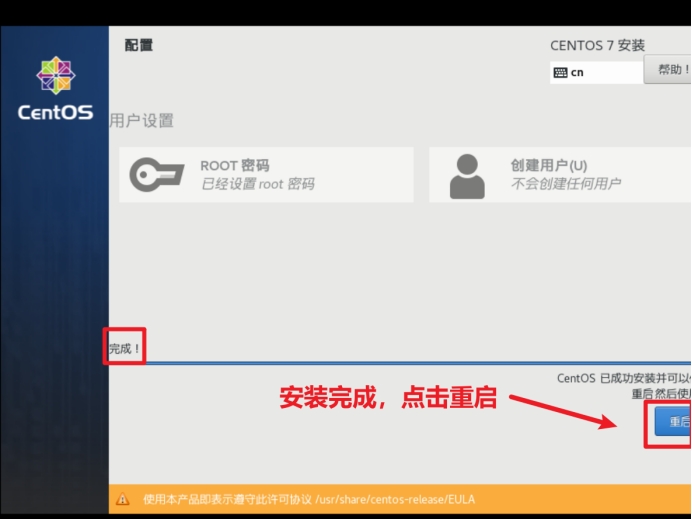 配置
CENTOS 7 安装
cn
帮助！
CentOS
用户设置
ROOT 密码
已经设置 root 密码
创建用户(U)
不会创建任何用户
完成！
CentOS 已成功安装并可以
重启然后使
安装完成，点击重启
重启
使用本产品即表示遵守此许可协议 /usr/share/centos-release/EULA